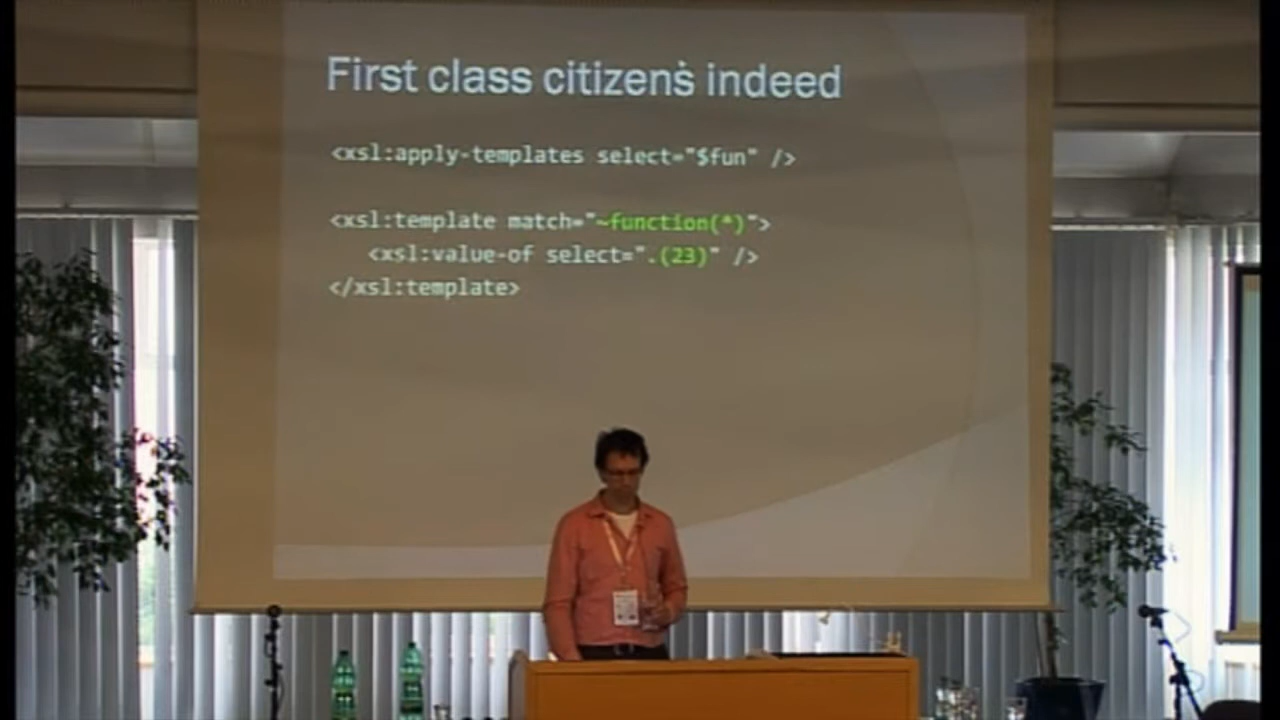 First class citizens indeed
<xsl:apply-templates select="$fun" />
<xsl:template match="~function(*)">
<xsl:value-of select=".(23)" />
</xsl:template>